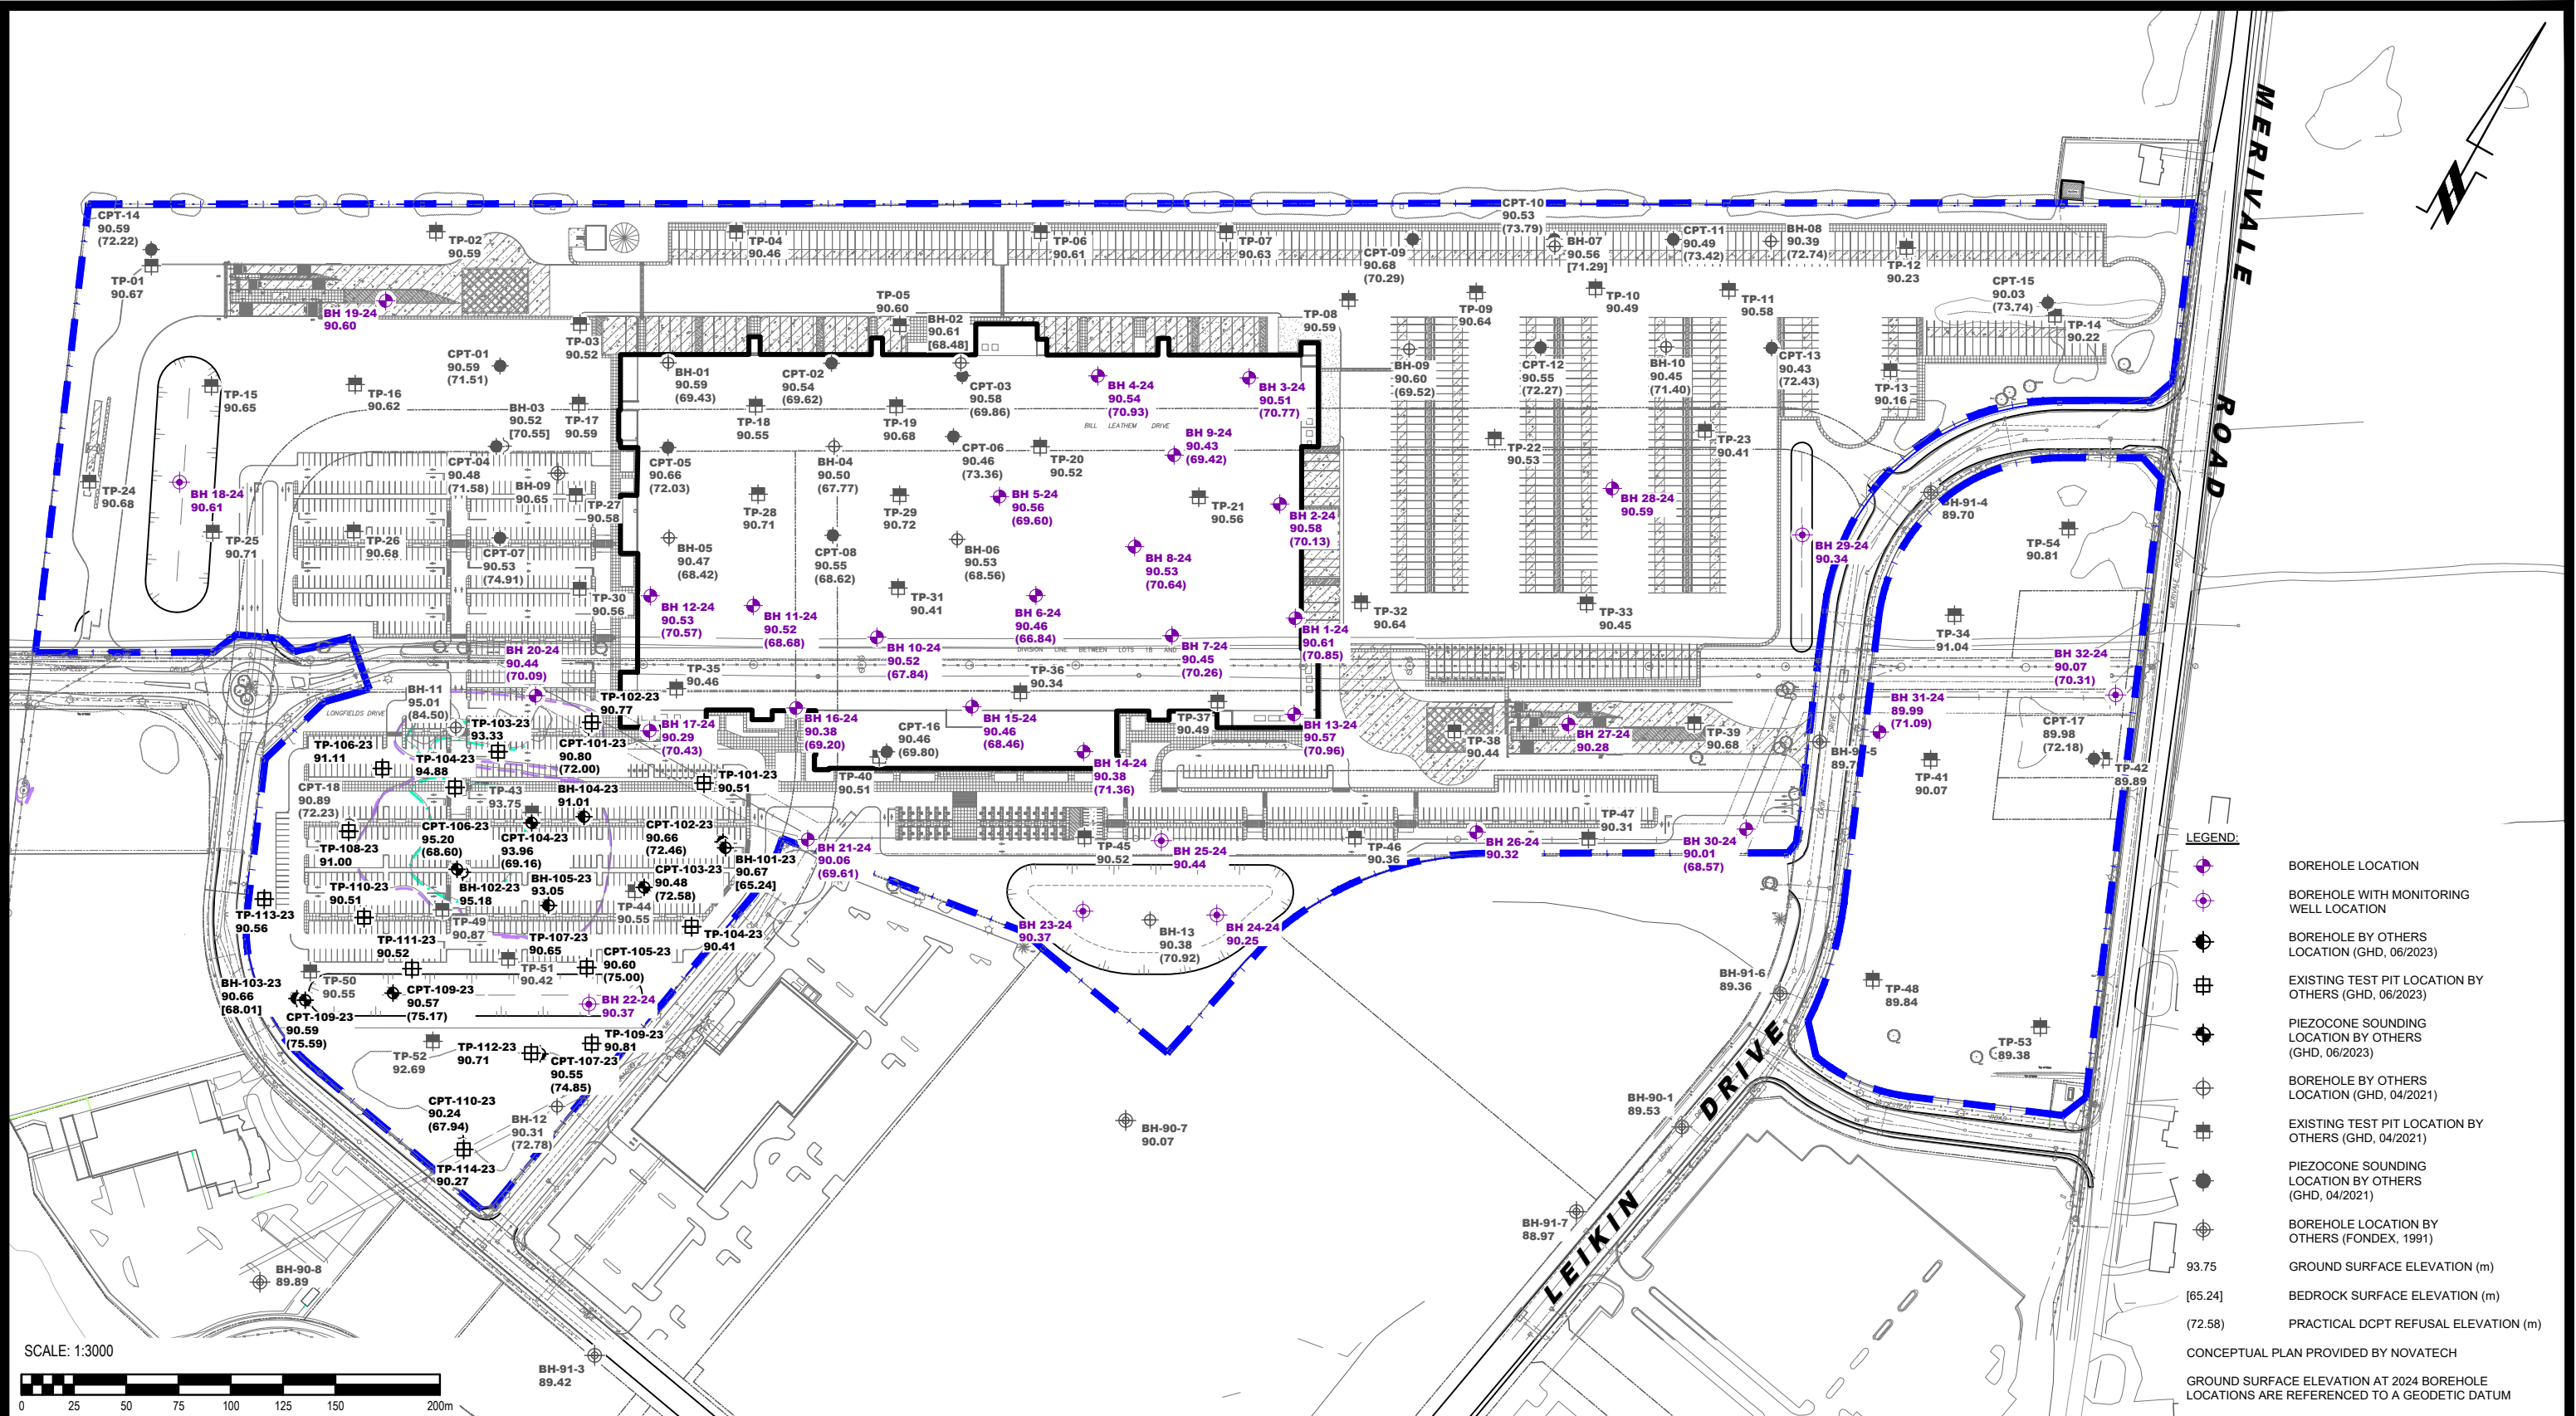 MERIVALE
ROAD
CPT-14
90.59
(72.22)
TP-01
90.67
TP-02
90.59
BH 19-24
90.60
TP-03
90.52
TP-04
90.46
TP-05
90.60
BH-02
90.61
[68.48]
TP-06
90.61
TP-07
90.63
TP-08
90.59
CPT-09
90.68
(70.29)
CPT-10
90.53
(73.79)
BH-07
90.56
[71.29]
CPT-11
90.49
(73.42)
BH-08
90.39
(72.74)
TP-12
90.23
CPT-15
90.03
(73.74)
TP-14
90.22
TP-09
90.64
TP-10
90.49
TP-11
90.58
CPT-01
90.59
(71.51)
BH-01
90.59
(69.43)
CPT-02
90.54
(69.62)
CPT-03
90.58
(69.86)
BH 4-24
90.54
(70.93)
BH 3-24
90.51
(70.77)
BH-09
90.60
(69.52)
CPT-12
90.55
(72.27)
BH-10
90.45
(71.40)
CPT-13
90.43
(72.43)
TP-13
90.16
TP-15
90.65
TP-16
90.62
BH-03
90.52
[70.55]
TP-17
90.59
TP-18
90.55
TP-19
90.68
BILL LEATHEM DRIVE
BH 9-24
90.43
(69.42)
TP-22
90.53
TP-23
90.41
TP-24
90.68
BH 18-24
90.61
CPT-04
90.48
(71.58)
BH-09
90.65
TP-27
90.58
CPT-05
90.66
(72.03)
BH-04
90.50
(67.77)
CPT-06
90.46
(73.36)
TP-20
90.52
BH 5-24
90.56
(69.60)
TP-21
90.56
BH 2-24
90.58
(70.13)
BH 28-24
90.59
BH-91-4
89.70
TP-25
90.71
TP-26
90.68
CPT-07
90.53
(74.91)
TP-28
90.71
TP-29
90.72
BH-05
90.47
(68.42)
CPT-08
90.55
(68.62)
BH-06
90.53
(68.56)
BH 8-24
90.53
(70.64)
BH 29-24
90.34
TP-54
90.81
TP-30
90.56
BH 12-24
90.53
(70.57)
BH 11-24
90.52
(68.68)
TP-31
90.41
BH 6-24
90.46
(66.84)
BH 10-24
90.52
(67.84)
DIVISION LINE BETWEEN LOTS 18 AND
BH 7-24
90.45
(70.26)
BH 1-24
90.61
(70.85)
TP-32
90.64
TP-33
90.45
TP-34
91.04
BH 32-24
90.07
(70.31)
BH 20-24
90.44
(70.09)
BH-11
95.01
(84.50)
LONGFIELDS DRIVE
TP-102-23
90.77
TP-35
90.46
TP-36
90.34
TP-103-23
93.33
CPT-101-23
90.80
(72.00)
BH 17-24
90.29
(70.43)
BH 16-24
90.38
(69.20)
CPT-16
90.46
(69.80)
BH 15-24
90.46
(68.46)
TP-37
90.49
BH 13-24
90.57
(70.96)
TP-38
90.44
BH 27-24
90.28
TP-39
90.68
BH 31-24
89.99
(71.09)
CPT-17
89.98
(72.18)
TP-42
89.89
TP-41
90.07
TP-106-23
91.11
TP-104-23
94.88
CPT-18
90.89
(72.23)
TP-43
93.75
BH-104-23
91.01
TP-101-23
90.51
TP-40
90.51
BH 14-24
90.38
(71.36)
TP-108-23
91.00
CPT-106-23
95.20
(68.60)
CPT-104-23
93.96
(69.16)
CPT-102-23
90.66
(72.46)
BH-101-23
90.67
[65.24]
CPT-103-23
90.48
(72.58)
BH 21-24
90.06
(69.61)
TP-45
90.52
BH 25-24
90.44
TP-46
90.36
BH 26-24
90.32
TP-47
90.31
BH 30-24
90.01
(68.57)
TP-110-23
90.51
BH-102-23
95.18
BH-105-23
93.05
TP-44
90.55
TP-113-23
90.56
TP-49
90.87
TP-111-23
90.52
TP-107-23
90.65
CPT-105-23
90.60
(75.00)
TP-104-23
90.41
BH 23-24
90.37
BH-13
90.38
(70.92)
BH 24-24
90.25
BH-103-23
90.66
[68.01]
TP-50
90.55
CPT-109-23
90.57
(75.17)
TP-51
90.42
BH 22-24
90.37
CPT-109-23
90.59
(75.59)
TP-52
92.69
TP-112-23
90.71
TP-109-23
90.81
CPT-107-23
90.55
(74.85)
CPT-110-23
90.24
(67.94)
BH-12
90.31
(72.78)
TP-114-23
90.27
BH-91-6
89.36
TP-48
89.84
TP-53
89.38
BH-90-1
89.53
BH-90-7
90.07
BH-91-7
88.97
LEIKIN DRIVE
BH-90-8
89.89
BH-91-3
89.42
SCALE: 1:3000
0 25 50 75 100 125 150 200m
LEGEND:
BOREHOLE LOCATION
BOREHOLE WITH MONITORING
WELL LOCATION
BOREHOLE BY OTHERS
LOCATION (GHD, 06/2023)
EXISTING TEST PIT LOCATION BY
OTHERS (GHD, 06/2023)
PIEZOCONE SOUNDING
LOCATION BY OTHERS
(GHD, 06/2023)
BOREHOLE BY OTHERS
LOCATION (GHD, 04/2021)
EXISTING TEST PIT LOCATION BY
OTHERS (GHD, 04/2021)
PIEZOCONE SOUNDING
LOCATION BY OTHERS
(GHD, 04/2021)
BOREHOLE LOCATION BY
OTHERS (FONDEX, 1991)
93.75 GROUND SURFACE ELEVATION (m)
[65.24] BEDROCK SURFACE ELEVATION (m)
(72.58) PRACTICAL DCPT REFUSAL ELEVATION (m)
CONCEPTUAL PLAN PROVIDED BY NOVATECH
GROUND SURFACE ELEVATION AT 2024 BOREHOLE
LOCATIONS ARE REFERENCED TO A GEODETIC DATUM